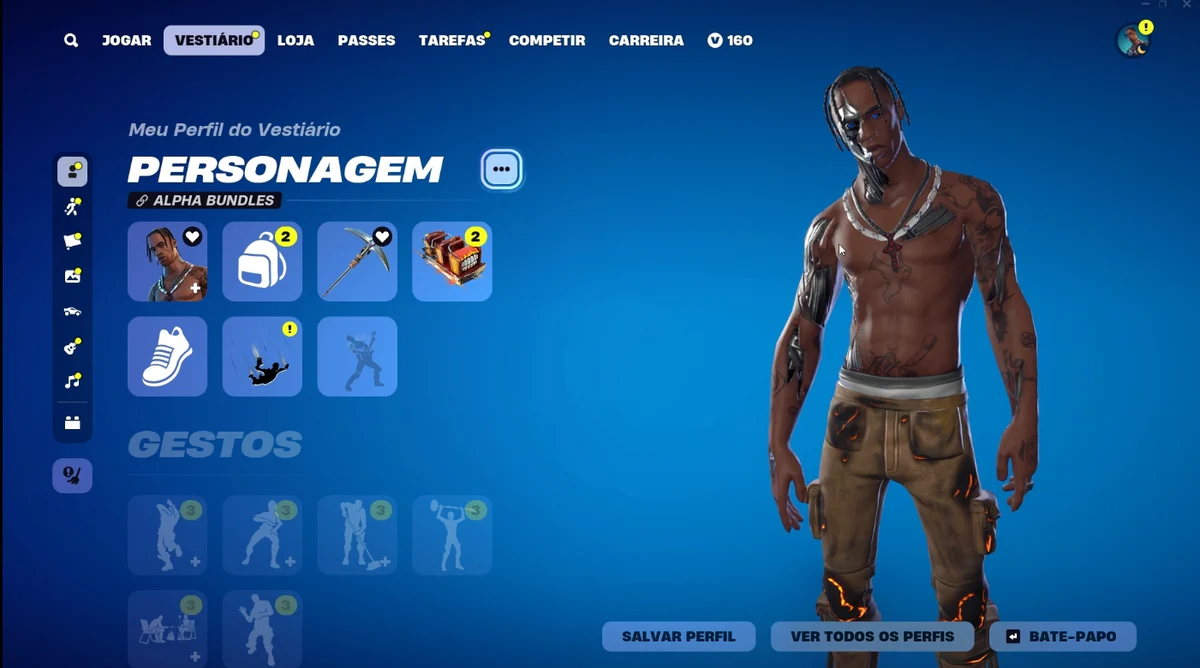 JOGAR VESTIÁRIO LOJA PASSES TAREFAS COMPETIR CARREIRA V 160
!
Meu Perfil do Vestiário
PERSONAGEM
ALPHA BUNDLES
2 2
!
GESTOS
3 3 3 3
3 3
SALVAR PERFIL VER TODOS OS PERFIS BATE-PAPO